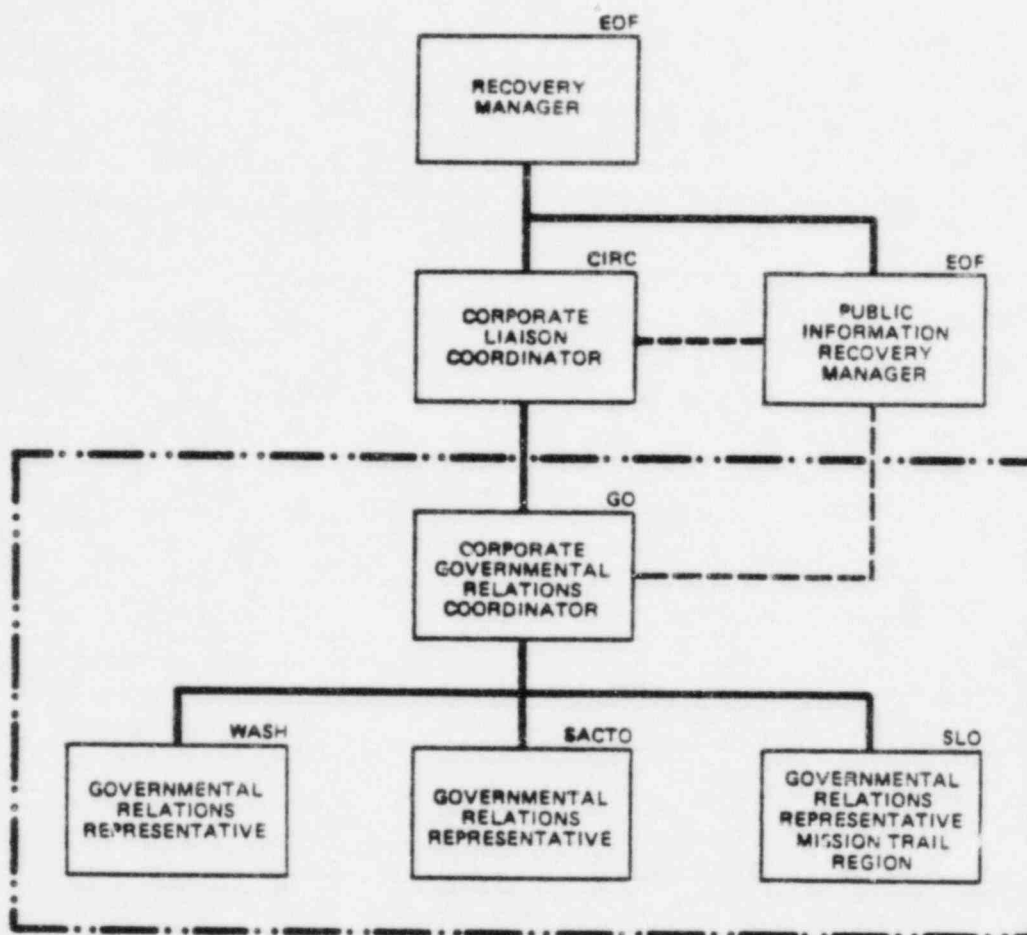 EOF
RECOVERY
MANAGER
CIRC
CORPORATE
LIAISON
COORDINATOR
EOF
PUBLIC
INFORMATION
RECOVERY
MANAGER
GO
CORPORATE
GOVERNMENTAL
RELATIONS
COORDINATOR
WASH
GOVERNMENTAL
RELATIONS
REPRESENTATIVE
SACTO
GOVERNMENTAL
RELATIONS
REPRESENTATIVE
SLO
GOVERNMENTAL
RELATIONS
REPRESENTATIVE
MISSION TRAIL
REGION